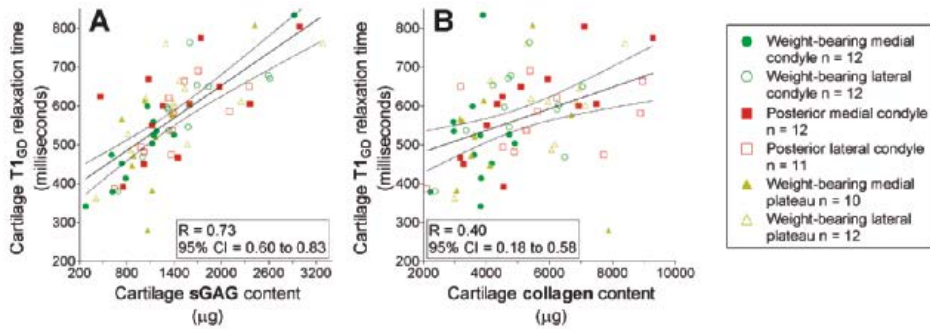 A
Cartilage T1GD relaxation time
(milliseconds)
800
700
600
500
400
300
200
R = 0.73
95% CI = 0.60 to 0.83
200 800 1400 2000 2600 3200
Cartilage sGAG content
(μg)
B
Cartilage T1GD relaxation time
(milliseconds)
800
700
600
500
400
300
200
R = 0.40
95% CI = 0.18 to 0.58
2000 4000 6000 8000 10000
Cartilage collagen content
(μg)
Weight-bearing medial
condyle n = 12
Weight-bearing lateral
condyle n = 12
Posterior medial condyle
n = 12
Posterior lateral condyle
n = 11
Weight-bearing medial
plateau n = 10
Weight-bearing lateral
plateau n = 12